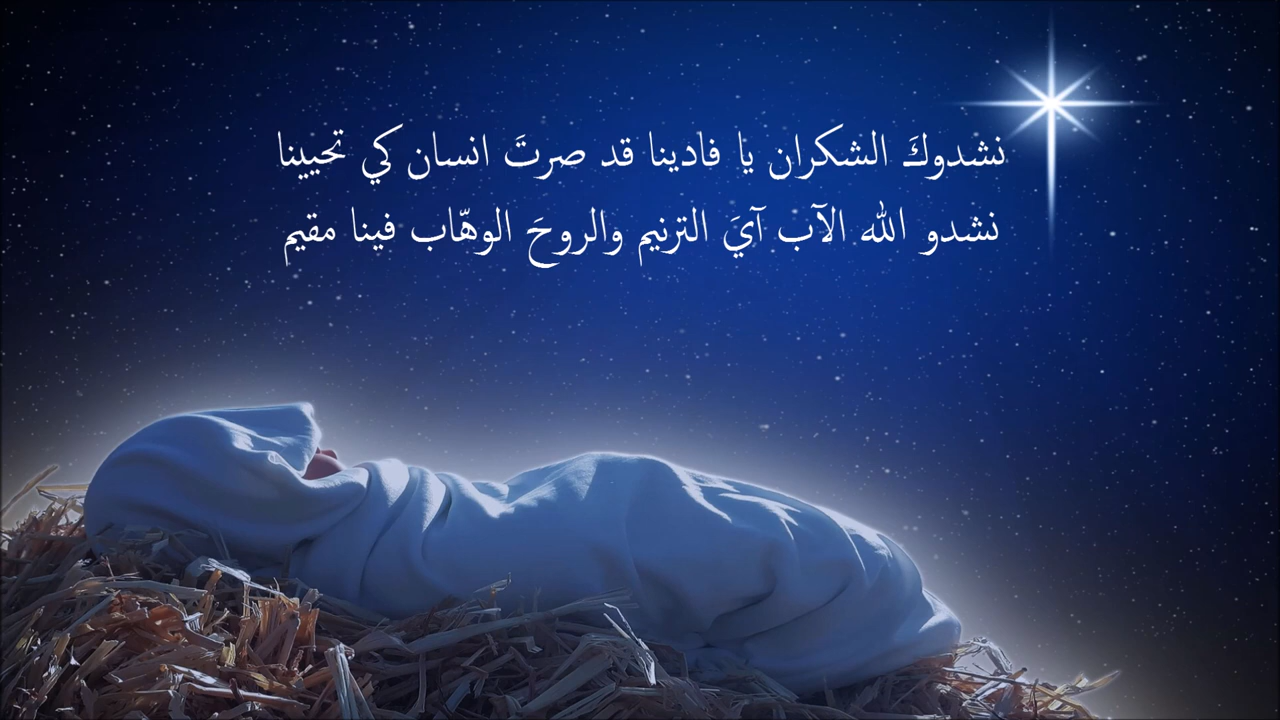 نشدوكَ الشكران يا فادينا قد صرتَ انسان كي تحيينا
نشدو الله الآب آيَ الترنيم والروحَ الوهّاب فينا مقيم